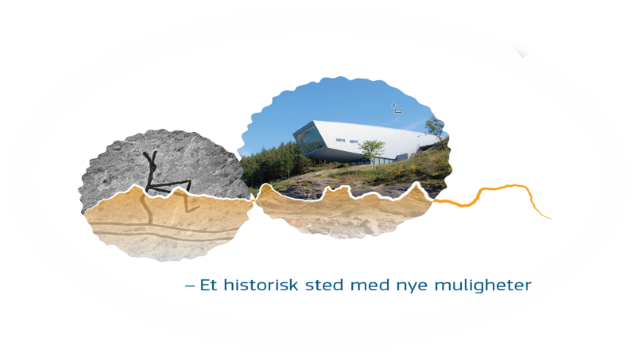 – Et historisk sted med nye muligheter